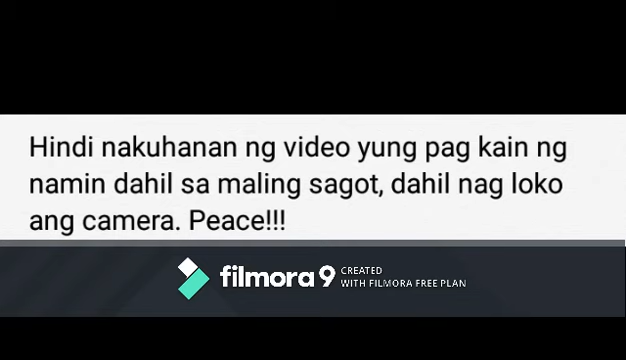 Hindi nakuhanan ng video yung pag kain ng
namin dahil sa maling sagot, dahil nag loko
ang camera. Peace!!!
filmora 9 CREATED
WITH FILMORA FREE PLAN